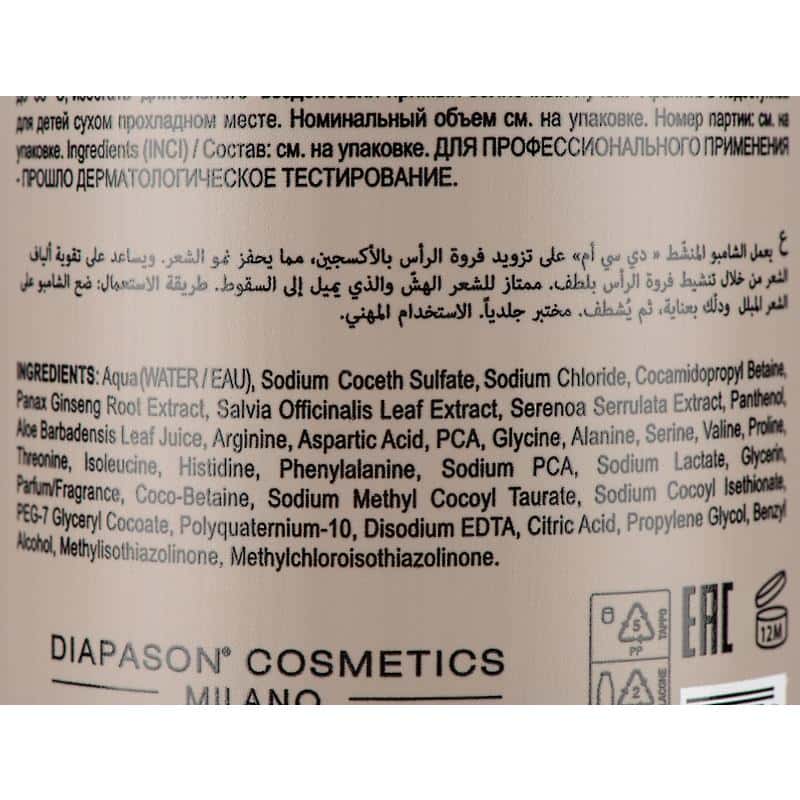 для детей сухом прохладном месте. Номинальный объем см. на упаковке. Номер партии: см. на
упаковке. Ingredients (INCI) / Состав: см. на упаковке. ДЛЯ ПРОФЕССИОНАЛЬНОГО ПРИМЕНЕНИЯ
·ПРОШЛО ДЕРМАТОЛОГИЧЕСКОЕ ТЕСТИРОВАНИЕ.
ع
يعمل الشامبو المنشّط « دي سي أم» على تزويد فروة الرأس بالأكسجين، مما يحفز نمو الشعر. ويساعد على تقوية ألياف
الشعر من خلال تنشيط فروة الرأس بلطف. ممتاز للشعر الهشّ والذي يميل إلى السقوط. طريقة الاستعمال: ضع الشامبو على
الشعر المبلل ودلّك بعناية، ثم يُشطف. مختبر جلدياً. الاستخدام المهني.
INGREDIENTS: Aqua (WATER / EAU), Sodium Coceth Sulfate, Sodium Chloride, Cocamidopropyl Betaine,
Panax Ginseng Root Extract, Salvia Officinalis Leaf Extract, Serenoa Serrulata Extract, Panthenol,
Aloe Barbadensis Leaf Juice, Arginine, Aspartic Acid, PCA, Glycine, Alanine, Serine, Valine, Proline,
Threonine, Isoleucine, Histidine, Phenylalanine, Sodium PCA, Sodium Lactate, Glycerin,
Parfum/Fragrance, Coco-Betaine, Sodium Methyl Cocoyl Taurate, Sodium Cocoyl Isethionate,
PEG-7 Glyceryl Cocoate, Polyquaternium-10, Disodium EDTA, Citric Acid, Propylene Glycol, Benzyl
Alcohol, Methylisothiazolinone, Methylchloroisothiazolinone.
DIAPASON® COSMETICS
MILANO
5
PP
TAPPO
2
EAC
12M